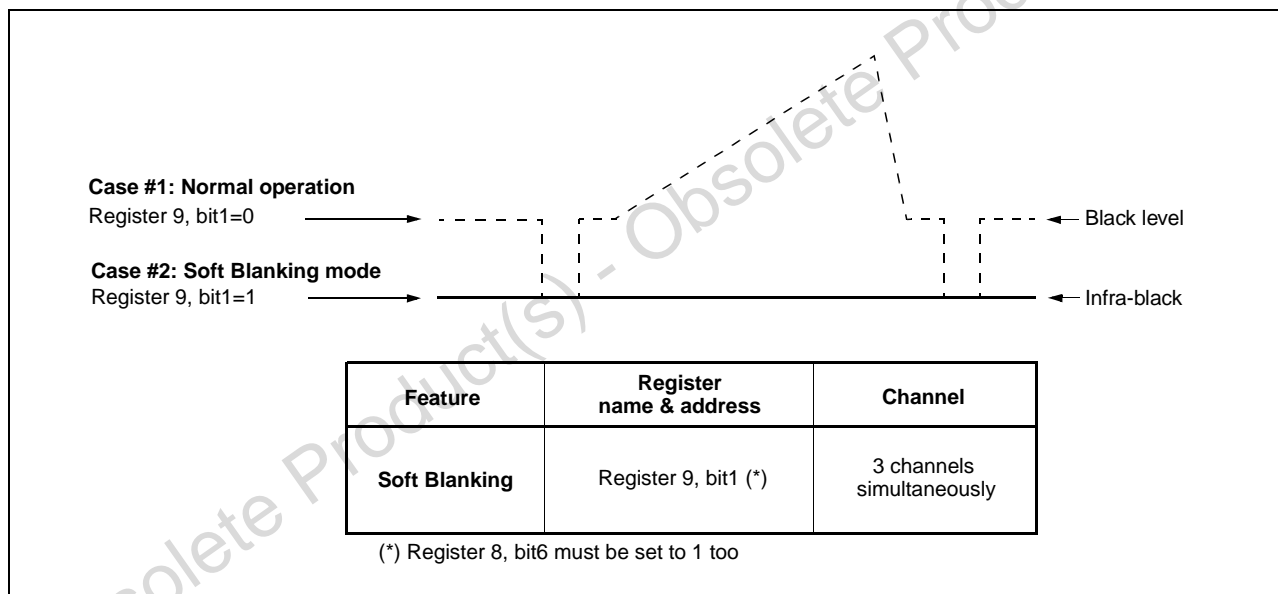 Case #1: Normal operation
Register 9, bit1=0
Black level
Case #2: Soft Blanking mode
Register 9, bit1=1
Infra-black
Feature
Register
name & address
Channel
Soft Blanking
Register 9, bit1 (*)
3 channels
simultaneously
(*) Register 8, bit6 must be set to 1 too
Obsolete Product(s) - Obsolete Product(s)